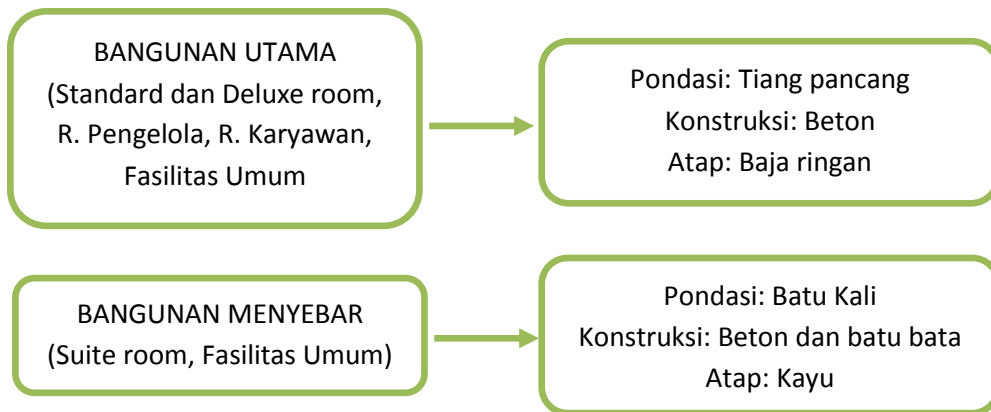 BANGUNAN UTAMA
(Standard dan Deluxe room,
R. Pengelola, R. Karyawan,
Fasilitas Umum
Pondasi: Tiang pancang
Konstruksi: Beton
Atap: Baja ringan
BANGUNAN MENYEBAR
(Suite room, Fasilitas Umum)
Pondasi: Batu Kali
Konstruksi: Beton dan batu bata
Atap: Kayu